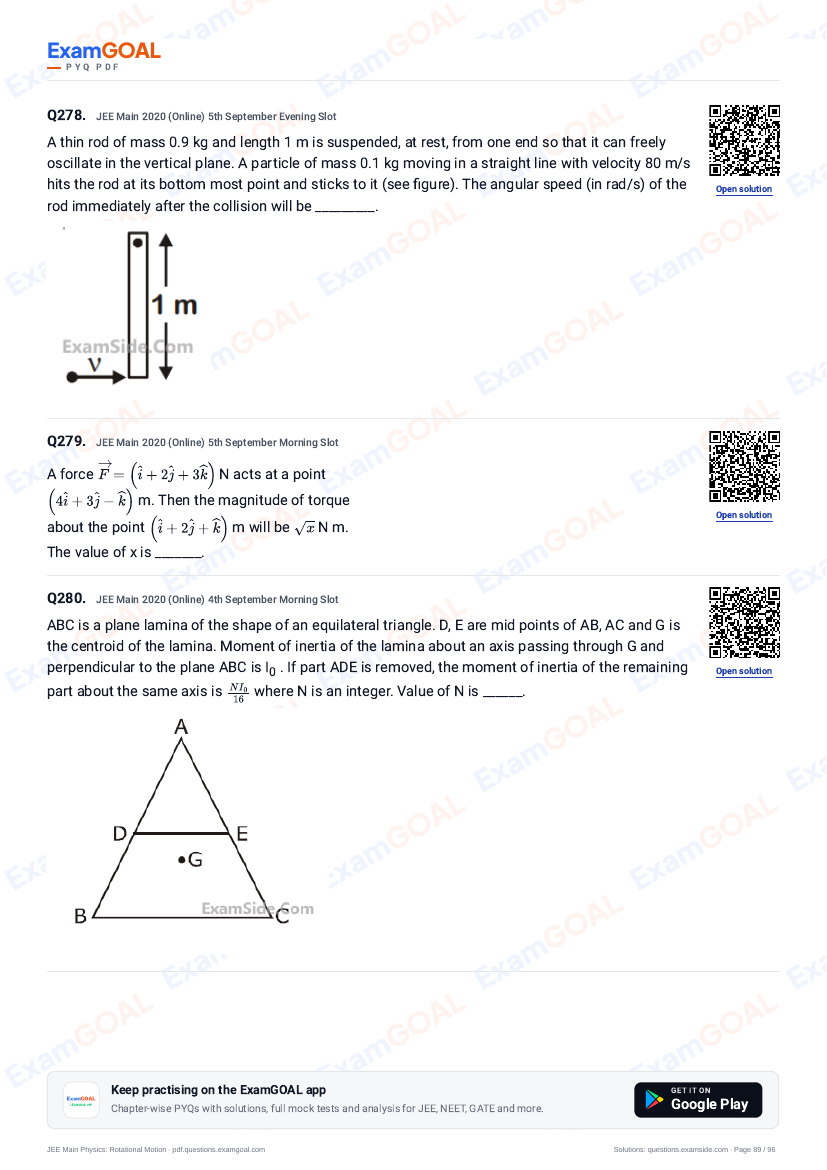 ExamGOAL
PYQ PDF
Q278. JEE Main 2020 (Online) 5th September Evening Slot
A thin rod of mass 0.9 kg and length 1 m is suspended, at rest, from one end so that it can freely
oscillate in the vertical plane. A particle of mass 0.1 kg moving in a straight line with velocity 80 m/s
hits the rod at its bottom most point and sticks to it (see figure). The angular speed (in rad/s) of the
rod immediately after the collision will be _________.
Open solution
1 m
ExamSide.Com
v
Q279. JEE Main 2020 (Online) 5th September Morning Slot
A force $\overrightarrow{F} = (\hat{i} + 2\hat{j} + 3\hat{k})$ N acts at a point
$(4\hat{i} + 3\hat{j} - \hat{k})$ m. Then the magnitude of torque
about the point $(\hat{i} + 2\hat{j} + \hat{k})$ m will be $\sqrt{x}$ N m.
The value of x is _______.
Open solution
Q280. JEE Main 2020 (Online) 4th September Morning Slot
ABC is a plane lamina of the shape of an equilateral triangle. D, E are mid points of AB, AC and G is
the centroid of the lamina. Moment of inertia of the lamina about an axis passing through G and
perpendicular to the plane ABC is I$_0$ . If part ADE is removed, the moment of inertia of the remaining
part about the same axis is $\frac{NI_0}{16}$ where N is an integer. Value of N is ______.
Open solution
A
D E
G
ExamSide.Com
B C
Keep practising on the ExamGOAL app
Chapter-wise PYQs with solutions, full mock tests and analysis for JEE, NEET, GATE and more.
GET IT ON
Google Play
JEE Main Physics: Rotational Motion · pdf.questions.examgoal.com
Solutions: questions.examside.com · Page 89 / 96